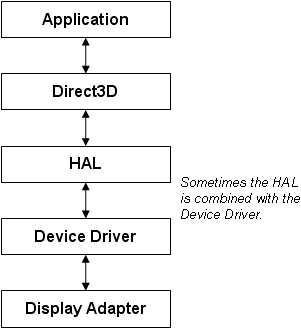 Application
Direct3D
HAL
Sometimes the HAL
is combined with the
Device Driver.
Device Driver
Display Adapter